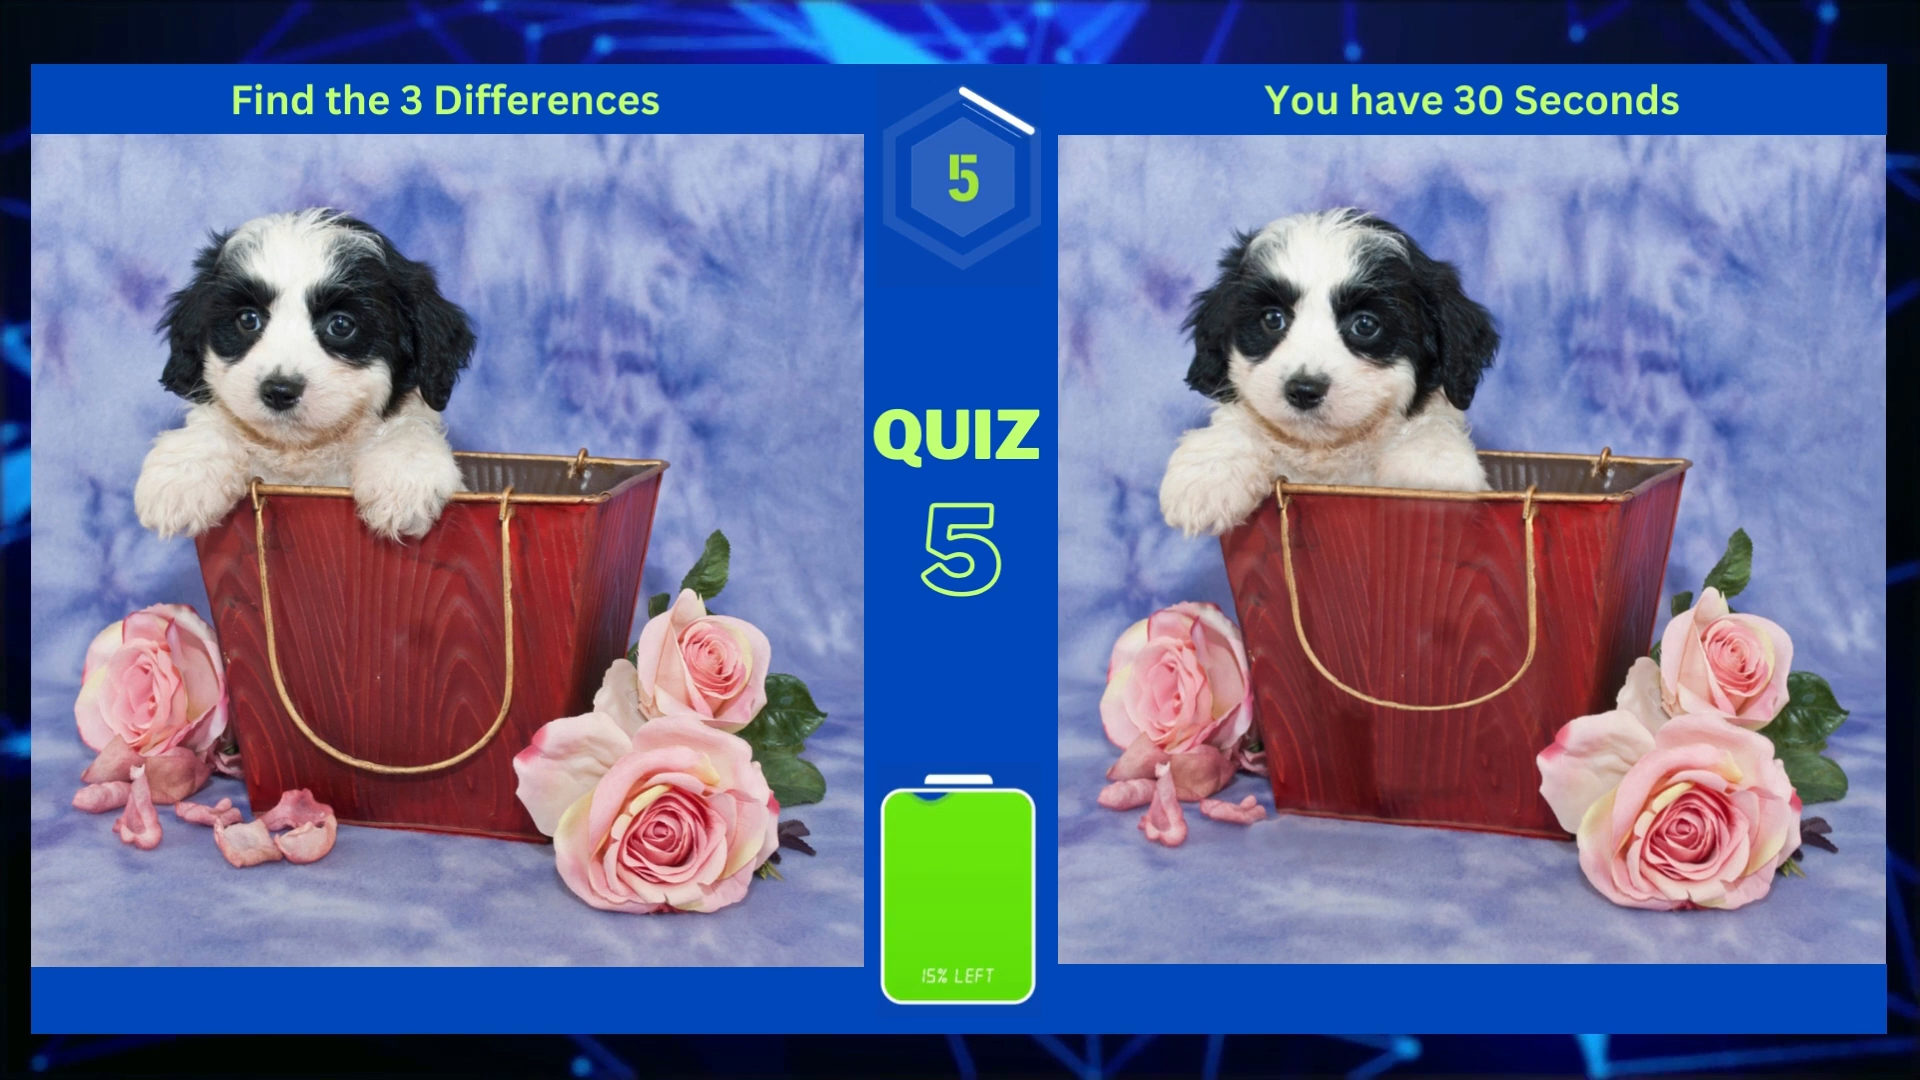 Find the 3 Differences
You have 30 Seconds
5
QUIZ
5
15% LEFT